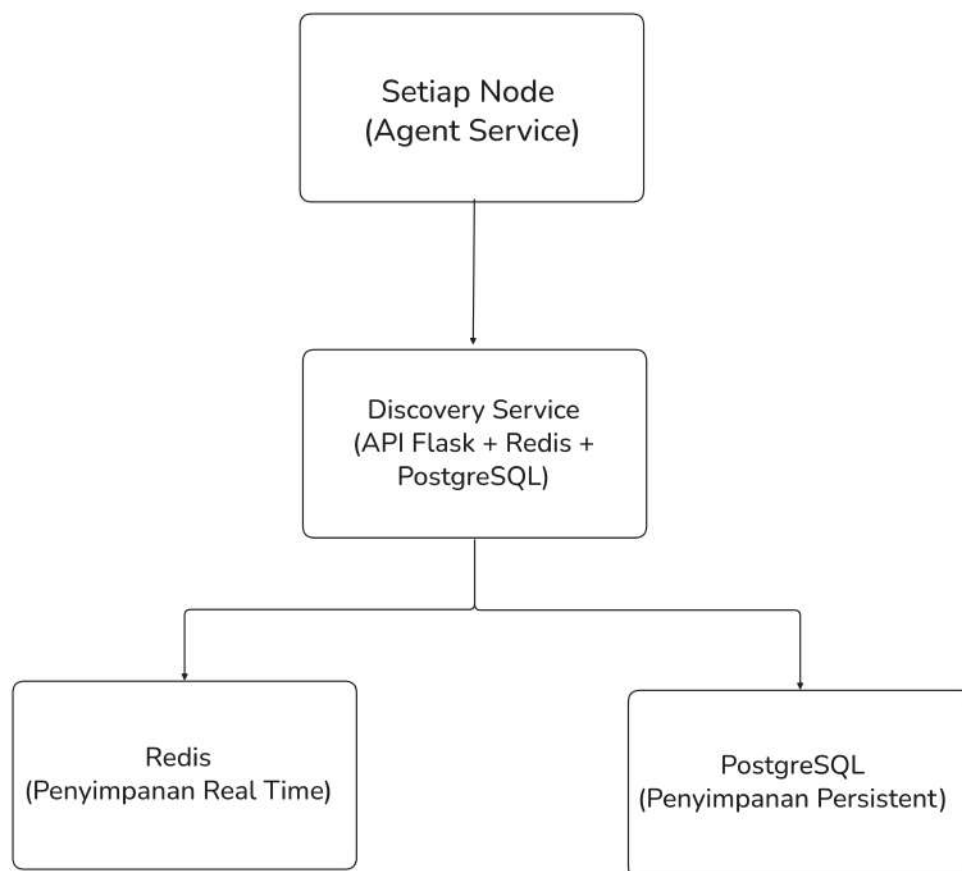 Setiap Node
(Agent Service)
Discovery Service
(API Flask + Redis +
PostgreSQL)
Redis
(Penyimpanan Real Time)
PostgreSQL
(Penyimpanan Persistent)